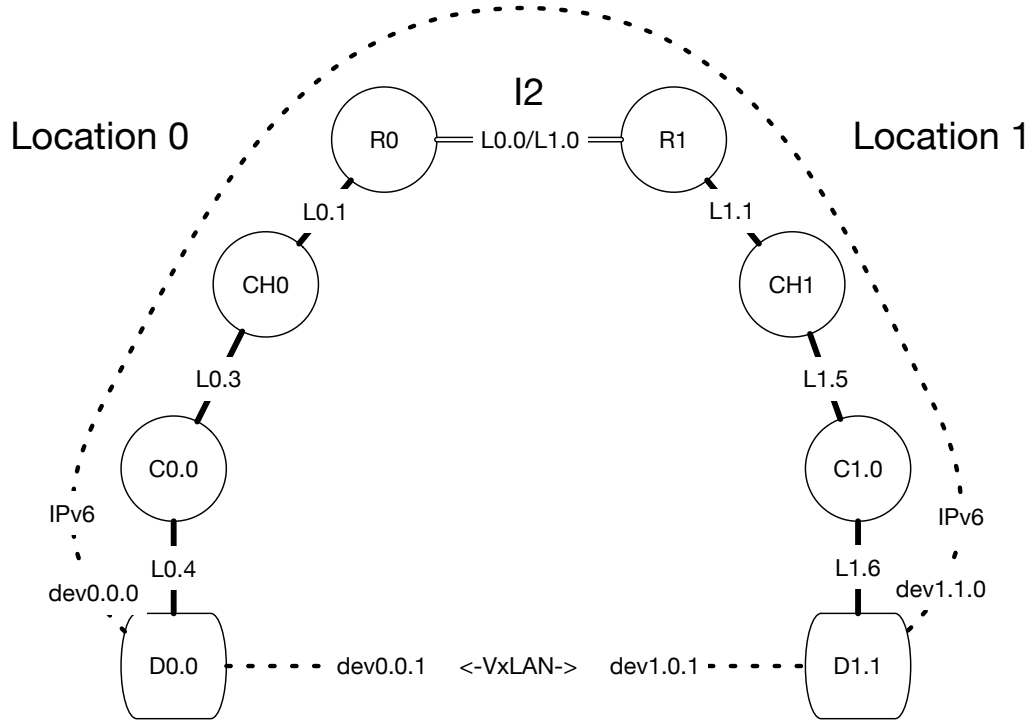 I2
Location 0
R0
L0.0/L1.0
R1
Location 1
L0.1
L1.1
CH0
CH1
L0.3
L1.5
C0.0
C1.0
IPv6
IPv6
L0.4
L1.6
dev0.0.0
dev1.1.0
D0.0
dev0.0.1
<-VxLAN->
dev1.0.1
D1.1